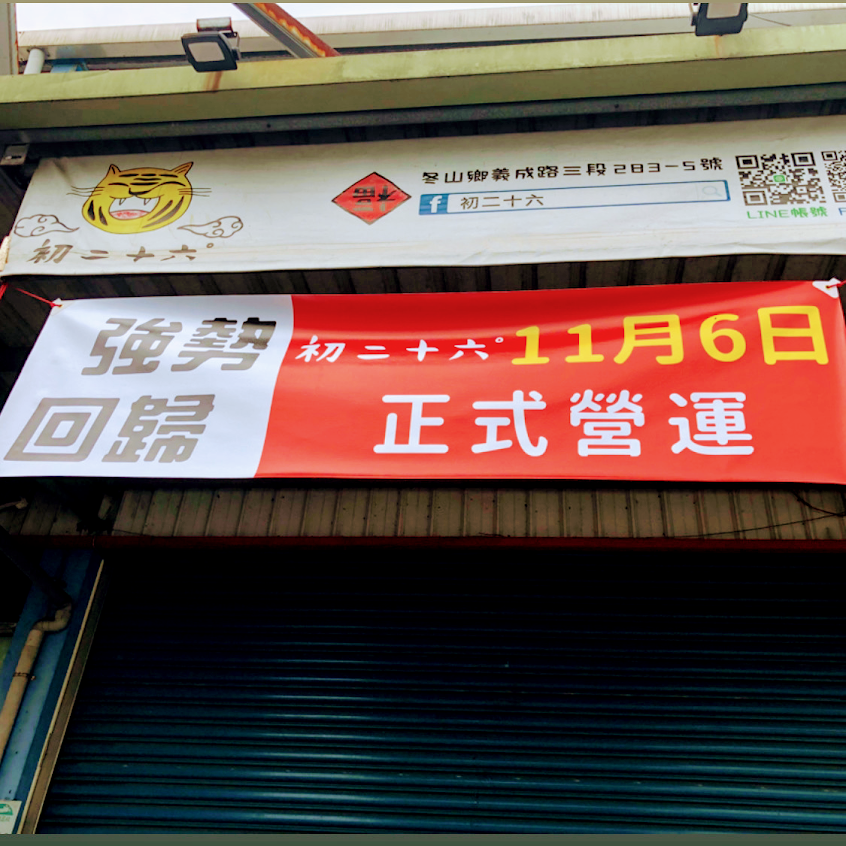 冬山鄉義成路三段283-5號
福
f 初二十六
LINE帳號 F
初二十六
強勢
回歸
初二十六 11月6日
正式營運